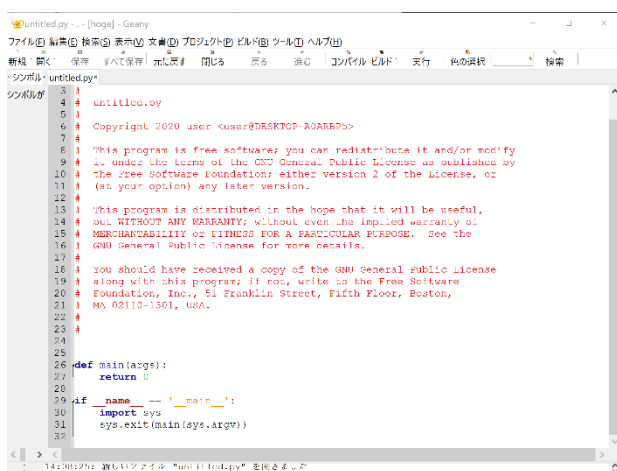 untitled.py - . - [hoge] - Geany
ファイル(F) 編集(E) 検索(S) 表示(V) 文書(D) プロジェクト(P) ビルド(B) ツール(T) ヘルプ(H)
新規 開く 保存 すべて保存 元に戻す 閉じる 戻る 進む コンパイル ビルド 実行 色の選択 検索
シンボル untitled.py
シンボルが
3 #
4 # untitled.py
5 #
6 # Copyright 2020 user <user@DESKTOP-A0ARBP5>
7 #
8 # This program is free software; you can redistribute it and/or modify
9 # it under the terms of the GNU General Public License as published by
10 # the Free Software Foundation; either version 2 of the License, or
11 # (at your option) any later version.
12 #
13 # This program is distributed in the hope that it will be useful,
14 # but WITHOUT ANY WARRANTY; without even the implied warranty of
15 # MERCHANTABILITY or FITNESS FOR A PARTICULAR PURPOSE. See the
16 # GNU General Public License for more details.
17 #
18 # You should have received a copy of the GNU General Public License
19 # along with this program; if not, write to the Free Software
20 # Foundation, Inc., 51 Franklin Street, Fifth Floor, Boston,
21 # MA 02110-1301, USA.
22 #
23 #
24
25
26 def main(args):
27 return 0
28
29 if __name__ == '__main__':
30 import sys
31 sys.exit(main(sys.argv))
32
14:08:25: 新しいファイル "untitled.py" を開きました